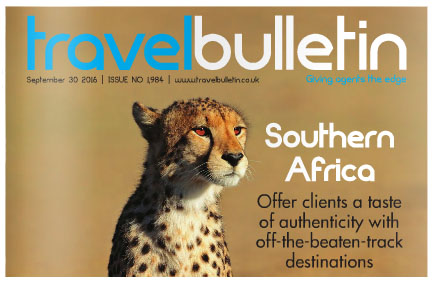 travelbulletin
September 30 2016 | ISSUE NO 1,984 | www.travelbulletin.co.uk
Giving agents the edge
Southern
Africa
Offer clients a taste
of authenticity with
off-the-beaten-track
destinations